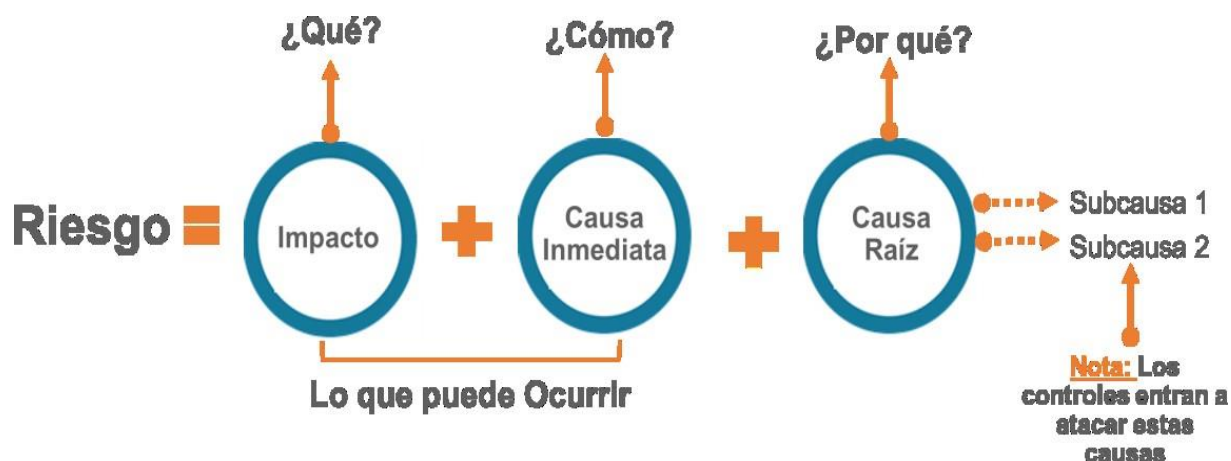 ¿Qué?
¿Cómo?
¿Por qué?
Riesgo =
Impacto
+
Causa
Inmediata
+
Causa
Raíz
Subcausa 1
Subcausa 2
Lo que puede Ocurrir
Nota: Los
controles entran a
atacar estas
causas